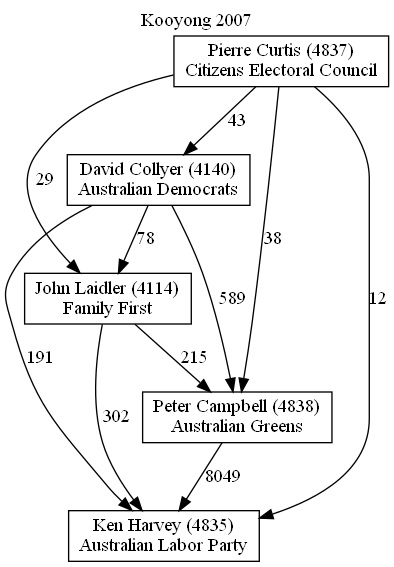 Kooyong 2007
Pierre Curtis (4837)
Citizens Electoral Council
43
David Collyer (4140)
Australian Democrats
29
78
38
John Laidler (4114)
Family First
589
12
191
302
215
Peter Campbell (4838)
Australian Greens
8049
Ken Harvey (4835)
Australian Labor Party